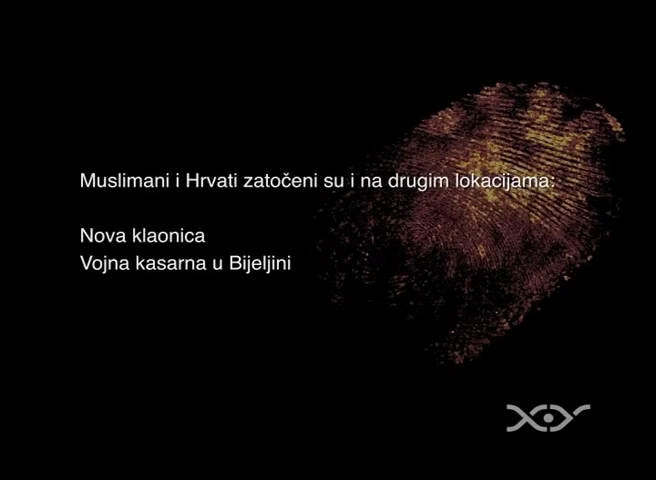 Muslimani i Hrvati zatočeni su i na drugim lokacijama:
Nova klaonica
Vojna kasarna u Bijeljini